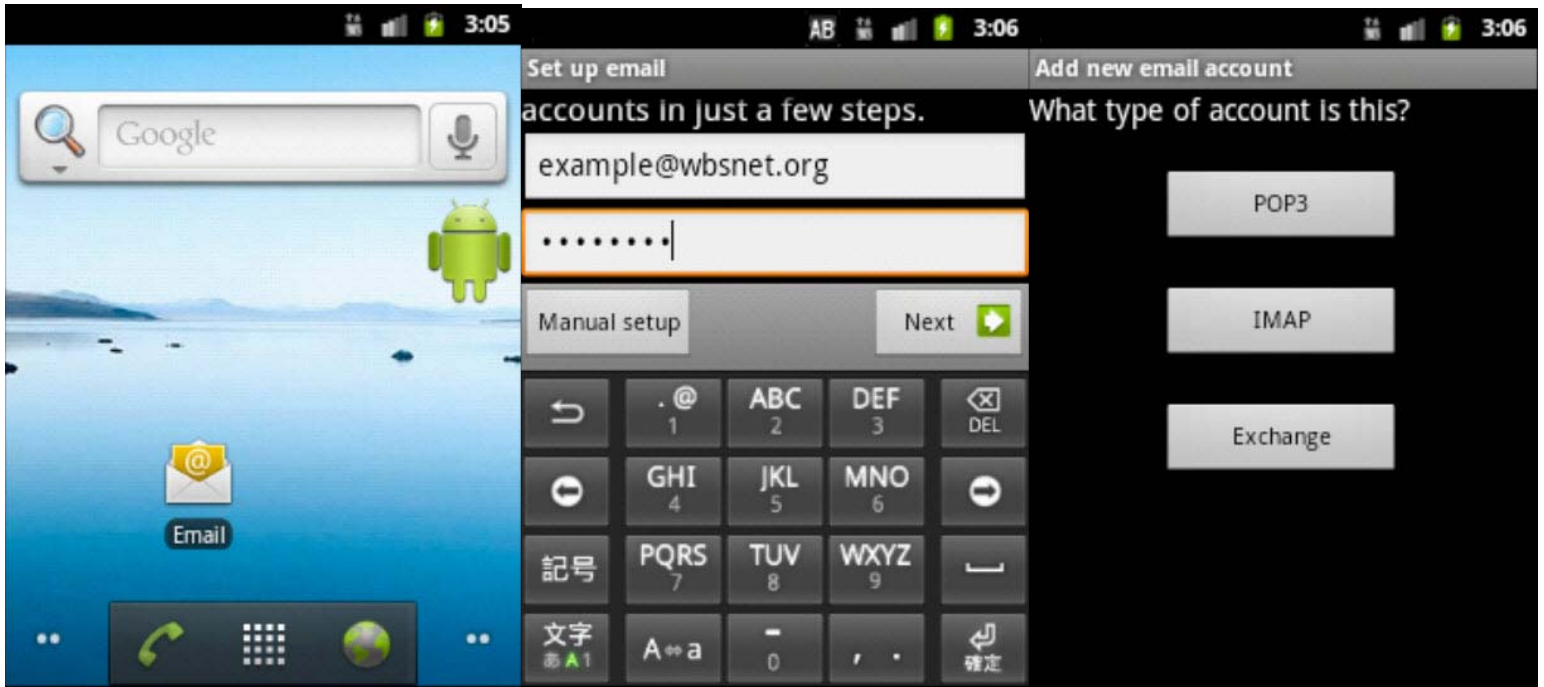 3:05
Google
Email
AB 3:06
Set up email
accounts in just a few steps.
example@wbsnet.org
••••••••
Manual setup
Next
. @
1
ABC
2
DEF
3
DEL
GHI
4
JKL
5
MNO
6
記号
PQRS
7
TUV
8
WXYZ
9
文字
あA1
A⇔a
-
0
, .
確定
3:06
Add new email account
What type of account is this?
POP3
IMAP
Exchange